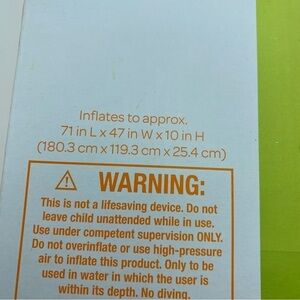 Inflates to approx.
71 in L x 47 in W x 10 in H
(180.3 cm x 119.3 cm x 25.4 cm)
⚠ WARNING:
This is not a lifesaving device. Do not
leave child unattended while in use.
Use under competent supervision ONLY.
Do not overinflate or use high-pressure
air to inflate this product. Only to be
used in water in which the user is
within its depth. No diving.